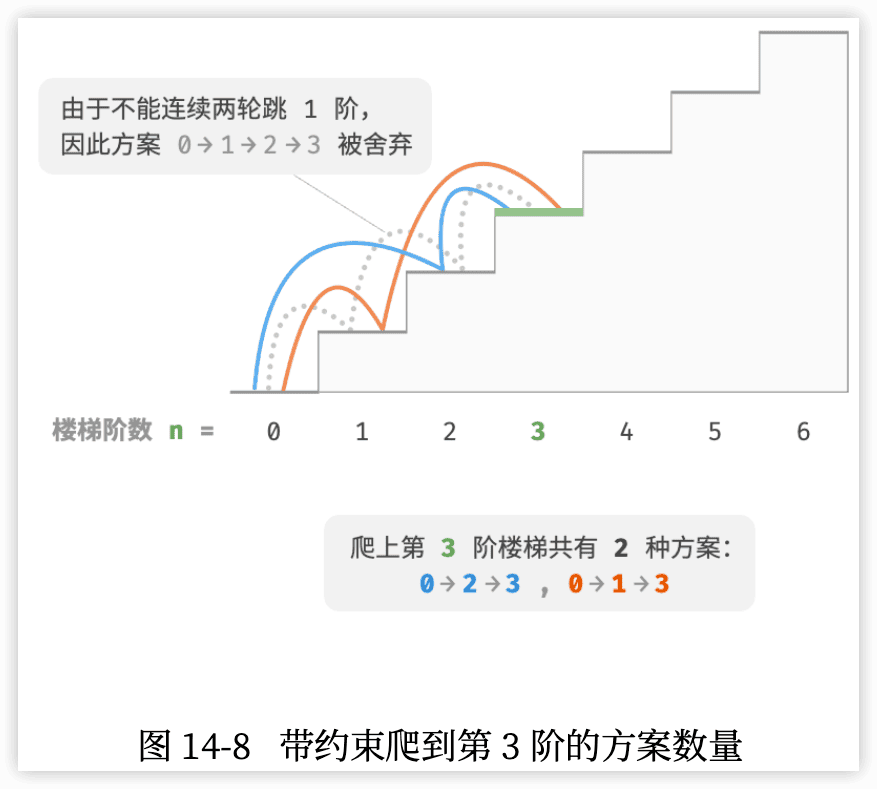 由于不能连续两轮跳 1 阶，
因此方案 0→1→2→3 被舍弃
楼梯阶数 n = 0 1 2 3 4 5 6
爬上第 3 阶楼梯共有 2 种方案：
0→2→3 , 0→1→3
图 14-8 带约束爬到第 3 阶的方案数量